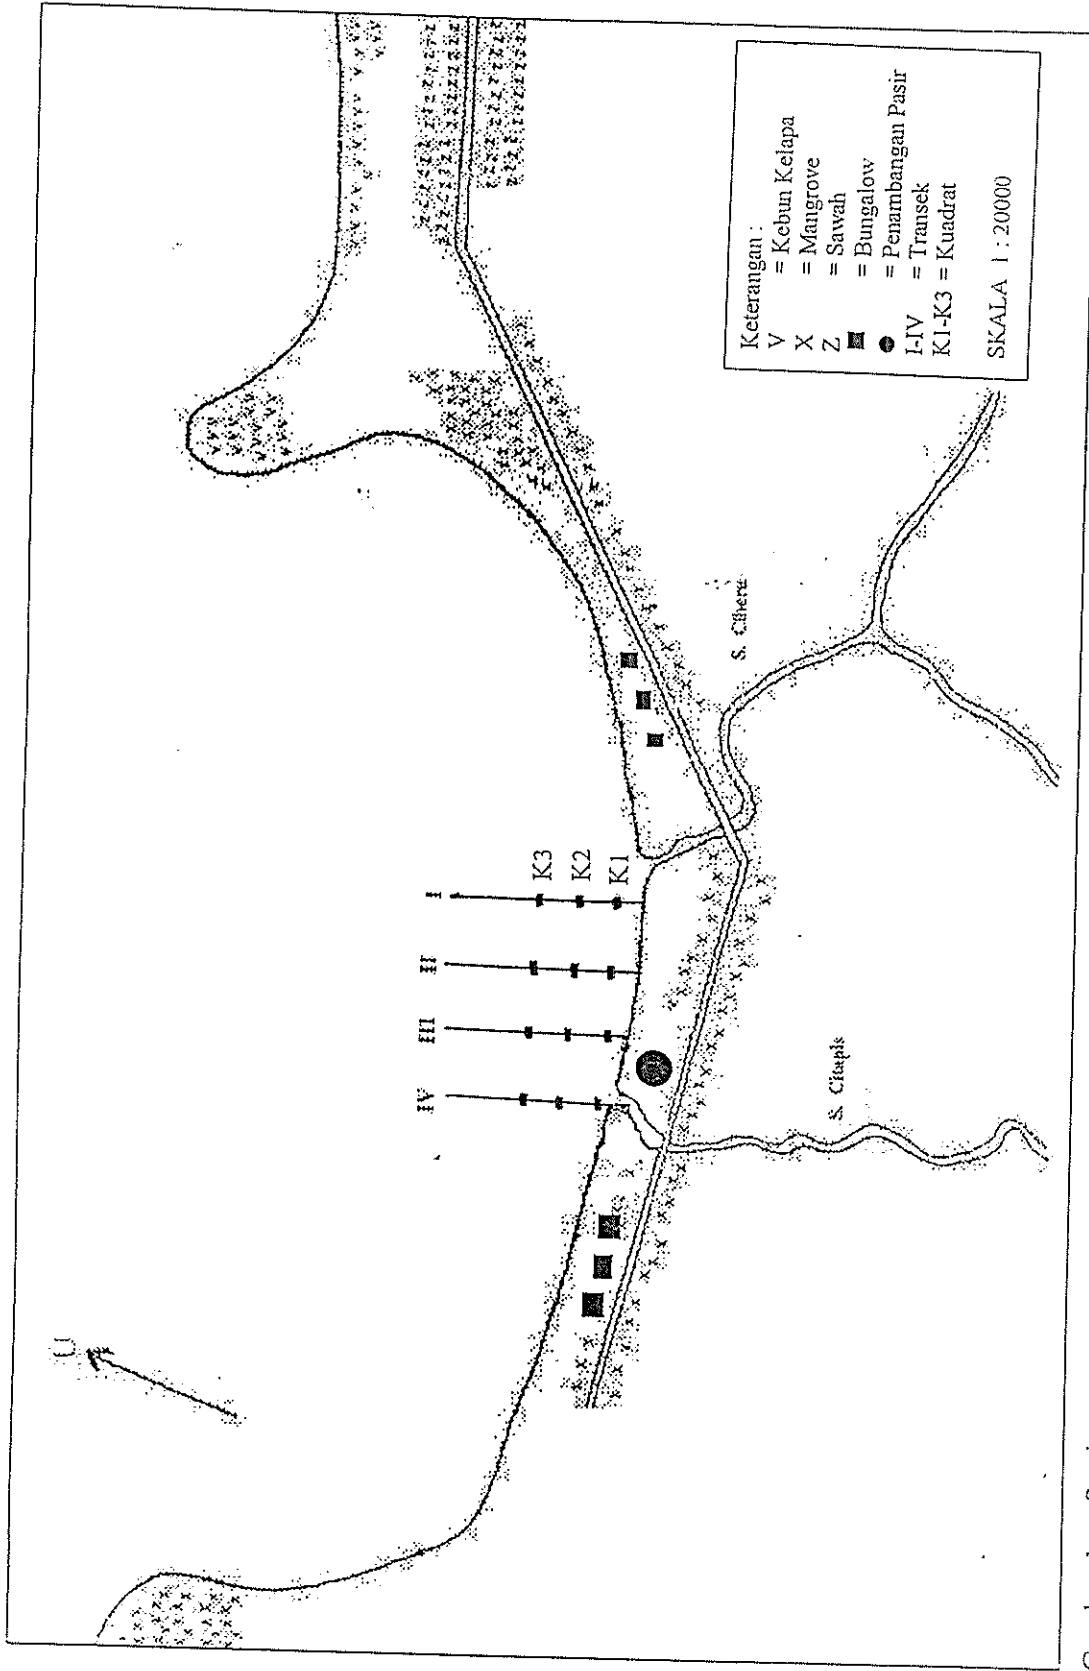 U
IV
III
II
I
K3
K2
K1
S. Citapis
S. Ciberu
Keterangan :
V = Kebun Kelapa
X = Mangrove
Z = Sawah
= Bungalow
= Penambangan Pasir
I-IV = Transek
K1-K3 = Kuadrat
SKALA 1 : 20000